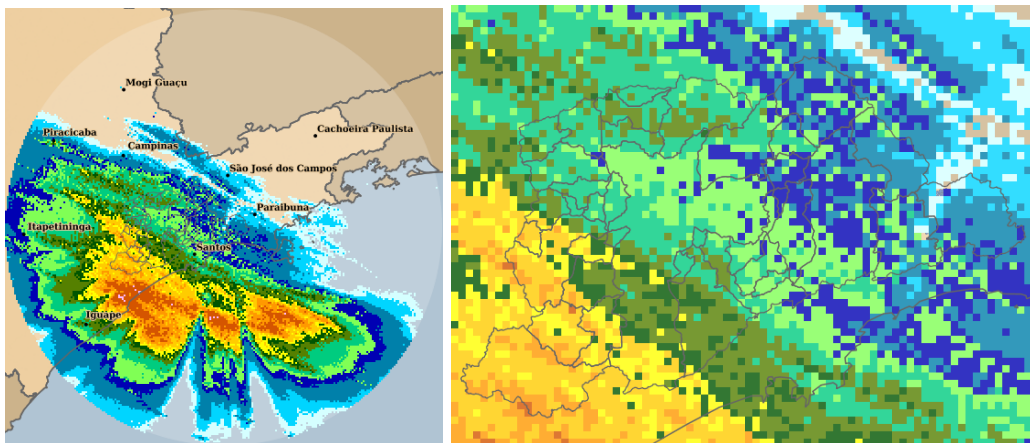 Mogi Guaçu
Piracicaba
Cachoeira Paulista
Campinas
São José dos Campos
Paraibuna
Itapetininga
Santos
Iguape